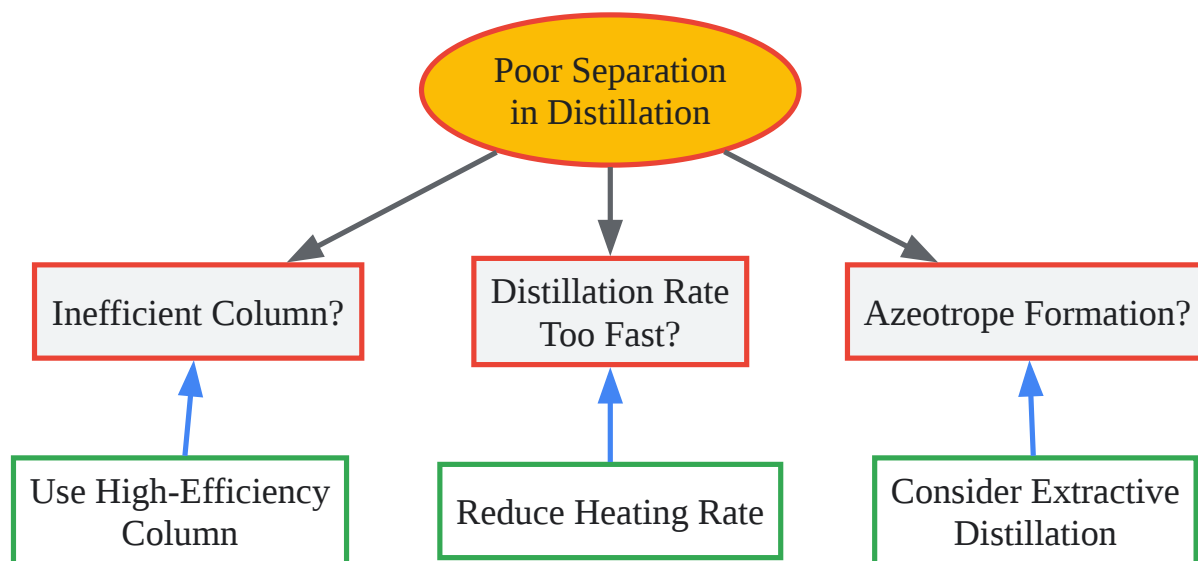 Poor Separation
in Distillation
Inefficient Column?
Distillation Rate
Too Fast?
Azeotrope Formation?
Use High-Efficiency
Column
Reduce Heating Rate
Consider Extractive
Distillation